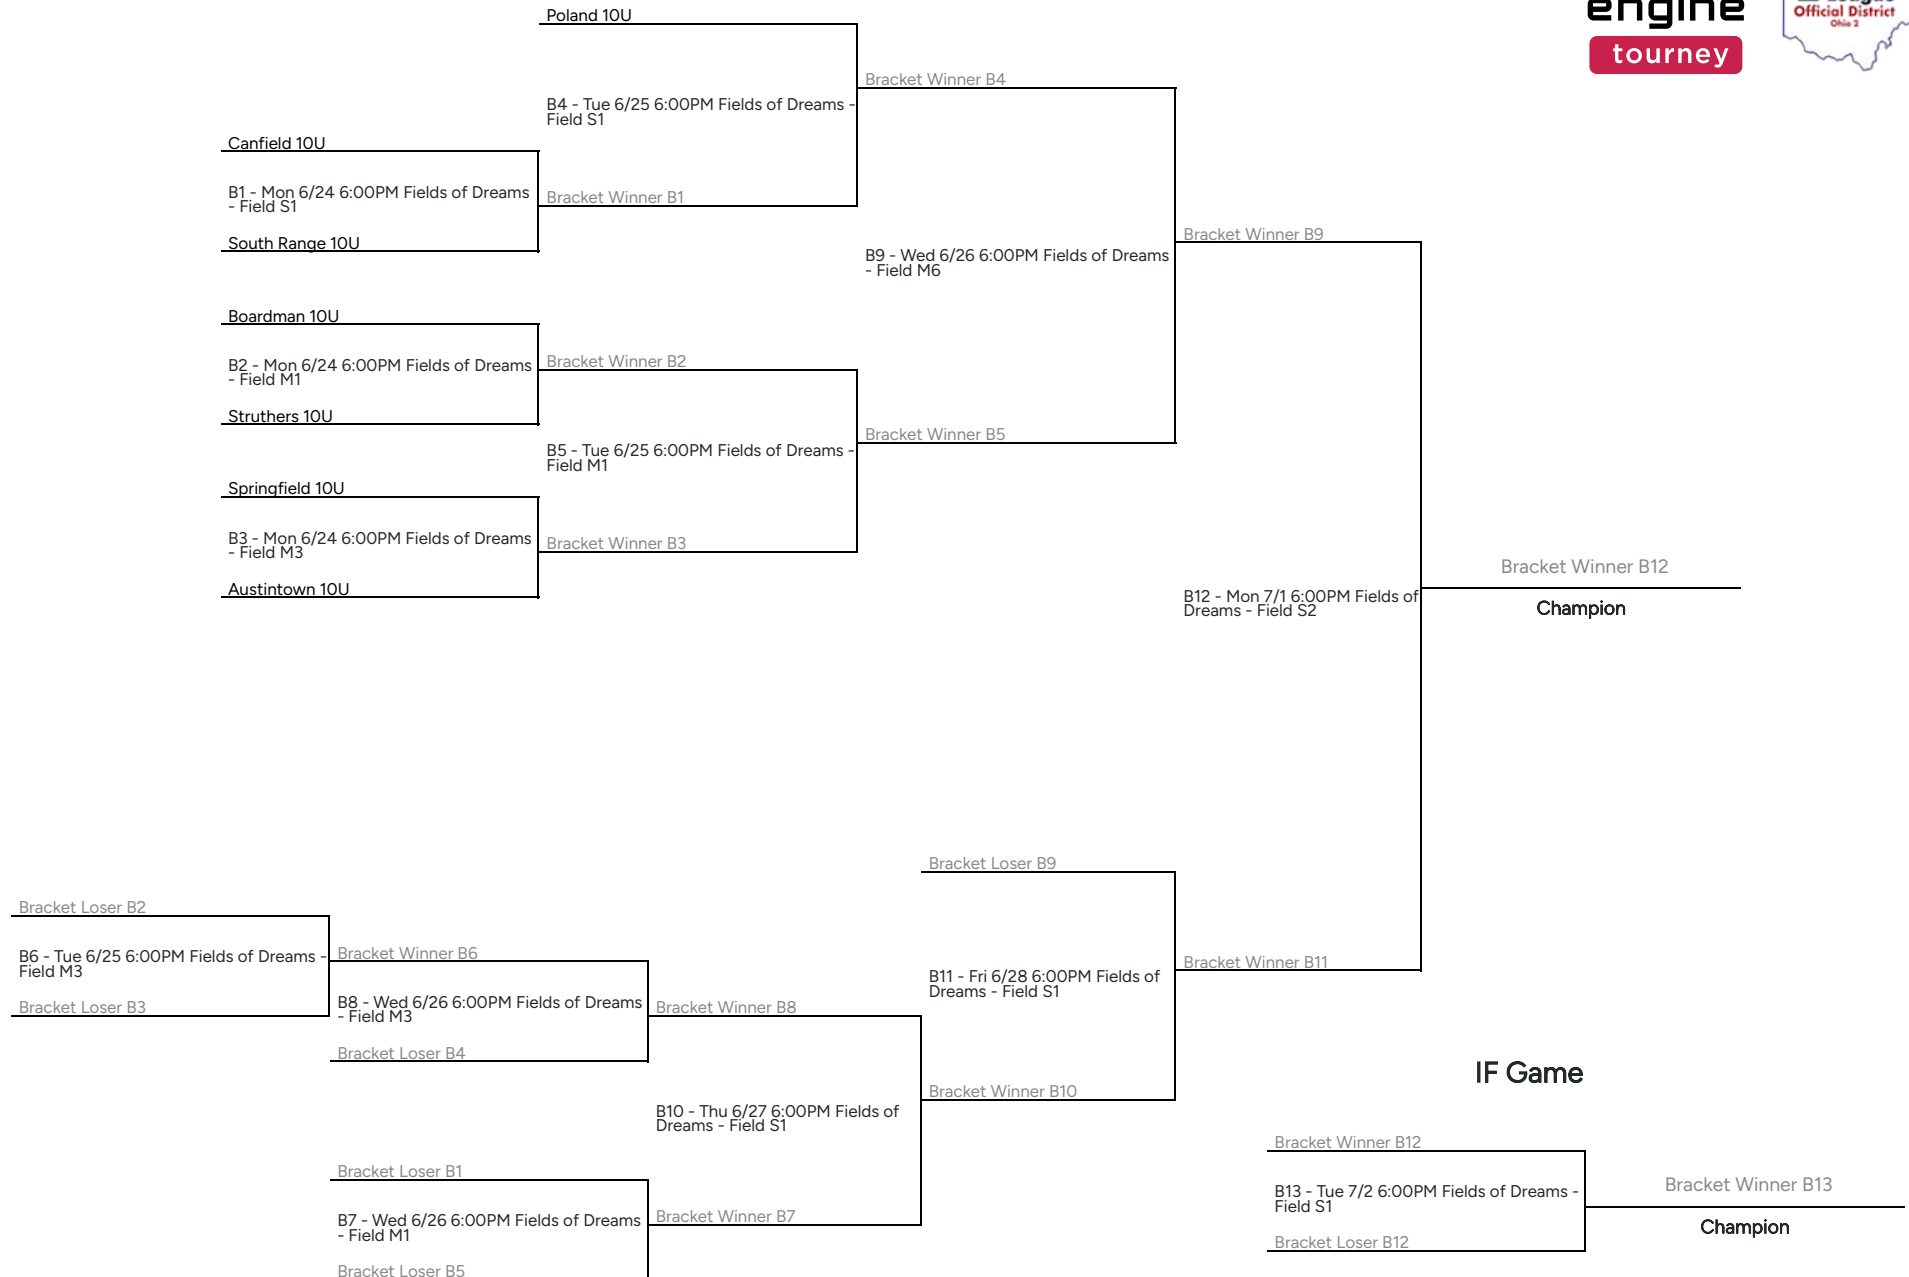 engine
tourney
Official District
Ohio 2
Poland 10U
Bracket Winner B4
B4 - Tue 6/25 6:00PM Fields of Dreams -
Field S1
Canfield 10U
B1 - Mon 6/24 6:00PM Fields of Dreams
- Field S1
Bracket Winner B1
South Range 10U
Bracket Winner B9
B9 - Wed 6/26 6:00PM Fields of Dreams
- Field M6
Boardman 10U
B2 - Mon 6/24 6:00PM Fields of Dreams
- Field M1
Bracket Winner B2
Struthers 10U
Bracket Winner B5
B5 - Tue 6/25 6:00PM Fields of Dreams -
Field M1
Springfield 10U
B3 - Mon 6/24 6:00PM Fields of Dreams
- Field M3
Bracket Winner B3
Austintown 10U
Bracket Winner B12
B12 - Mon 7/1 6:00PM Fields of
Dreams - Field S2
Champion
Bracket Loser B9
Bracket Loser B2
B6 - Tue 6/25 6:00PM Fields of Dreams -
Field M3
Bracket Winner B6
Bracket Winner B11
B11 - Fri 6/28 6:00PM Fields of
Dreams - Field S1
Bracket Loser B3
B8 - Wed 6/26 6:00PM Fields of Dreams
- Field M3
Bracket Winner B8
Bracket Loser B4
IF Game
Bracket Winner B10
B10 - Thu 6/27 6:00PM Fields of
Dreams - Field S1
Bracket Winner B12
Bracket Loser B1
B7 - Wed 6/26 6:00PM Fields of Dreams
- Field M1
Bracket Winner B7
B13 - Tue 7/2 6:00PM Fields of Dreams -
Field S1
Bracket Winner B13
Champion
Bracket Loser B12
Bracket Loser B5